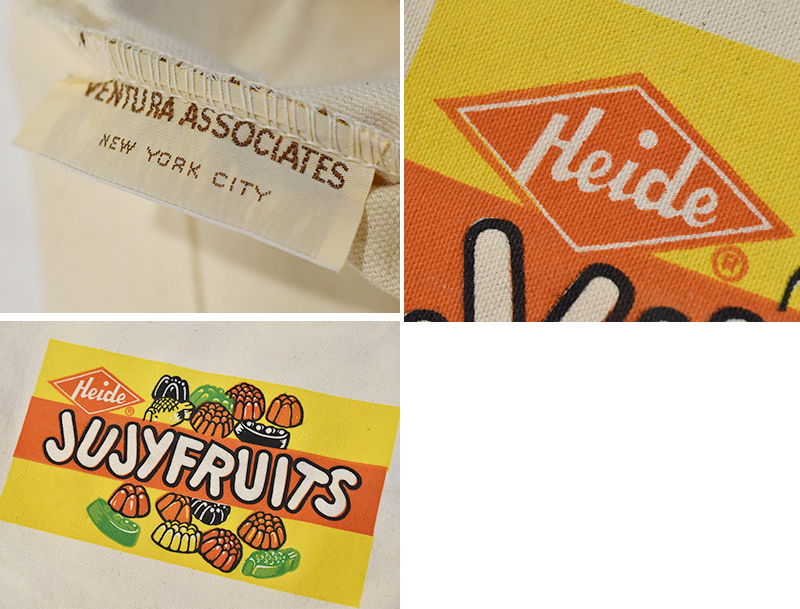 VENTURA ASSOCIATES
NEW YORK CITY
Heide
®
Heide
®
JUJYFRUITS